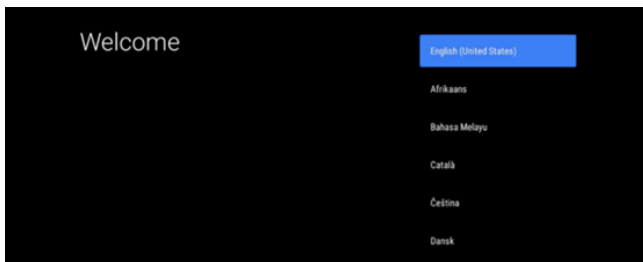 Welcome
English (United States)
Afrikaans
Bahasa Melayu
Català
Čeština
Dansk